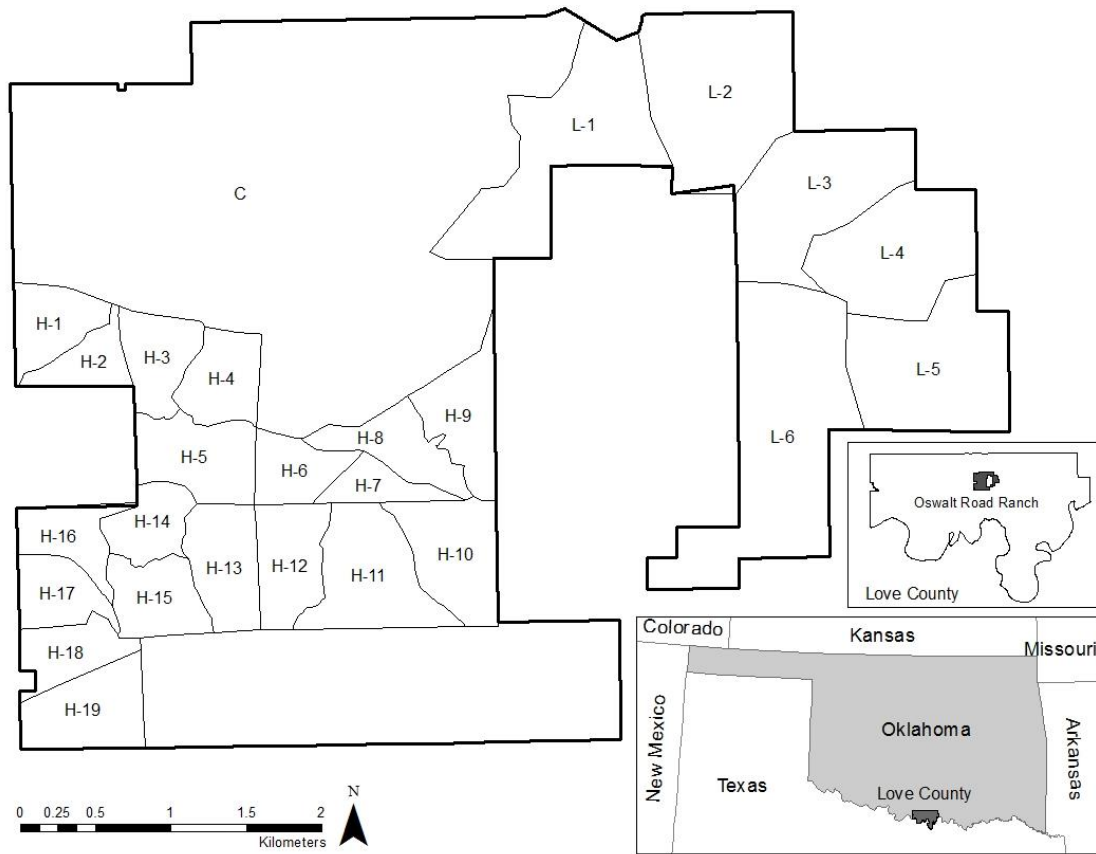 L-2
L-1
L-3
C
L-4
H-1
H-2
H-3
H-4
L-5
H-9
H-8
L-6
H-5
H-6
H-7
Oswalt Road Ranch
Love County
H-14
H-16
H-13
H-12
H-11
H-10
H-17
H-15
H-18
H-19
Colorado
Kansas
Missouri
New Mexico
Oklahoma
Arkansas
Texas
Love County
N
0 0.25 0.5 1 1.5 2
Kilometers